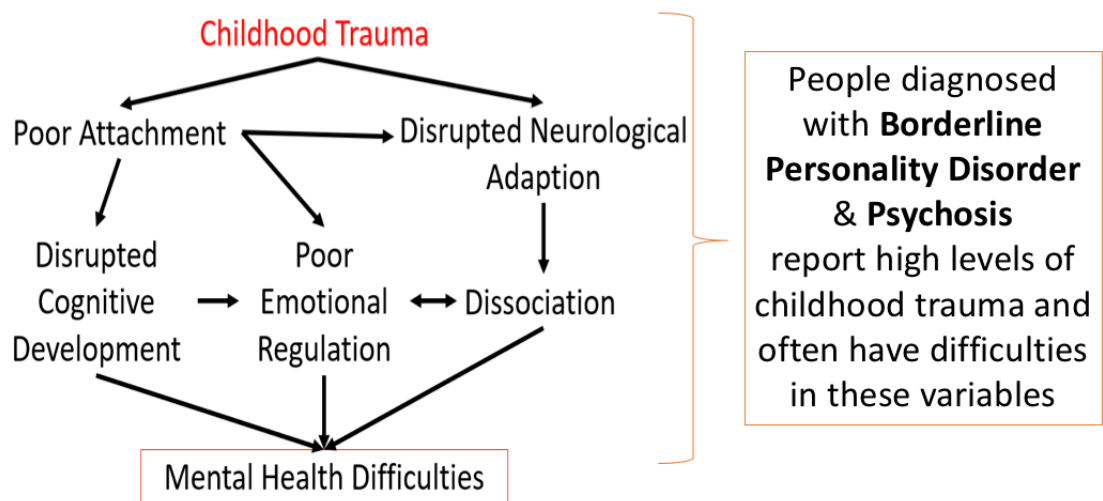 Childhood Trauma
Poor Attachment
Disrupted Neurological
Adaption
Disrupted
Cognitive
Development
Poor
Emotional
Regulation
Dissociation
Mental Health Difficulties
People diagnosed
with Borderline
Personality Disorder
& Psychosis
report high levels of
childhood trauma and
often have difficulties
in these variables